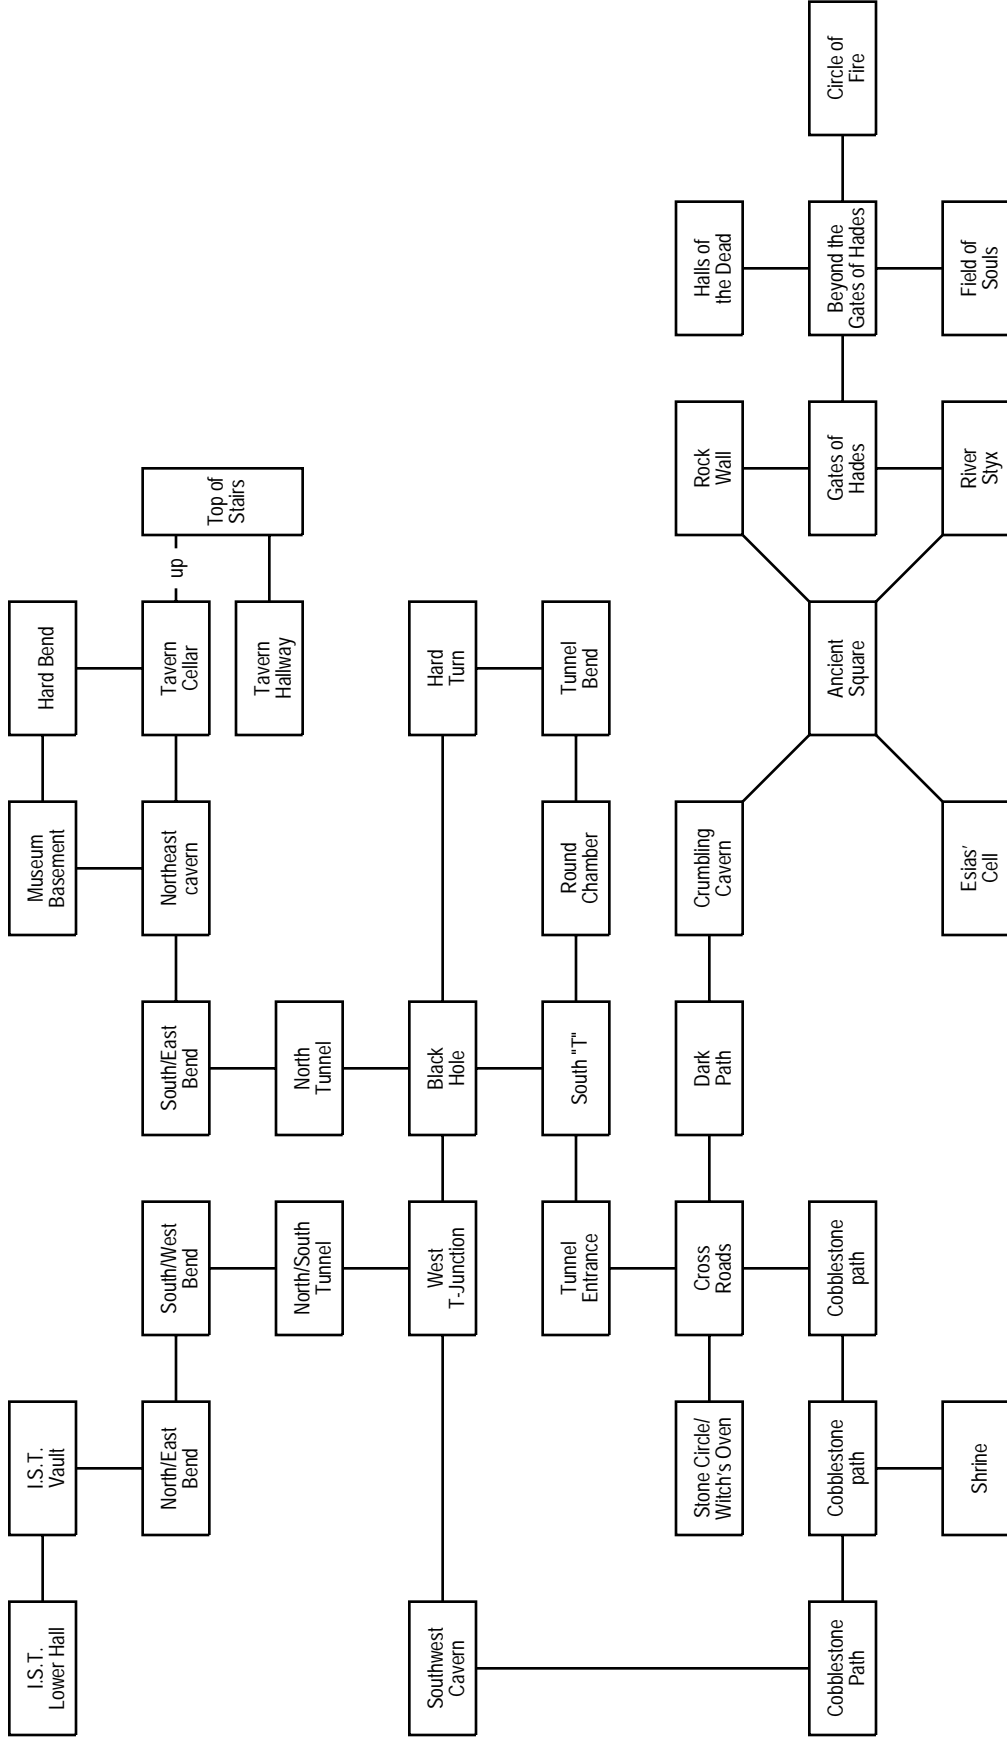 I.S.T.
Lower Hall
I.S.T.
Vault
Museum
Basement
Hard Bend
North/East
Bend
South/West
Bend
South/East
Bend
Northeast
cavern
Tavern
Cellar
up
Top of
Stairs
Tavern
Hallway
North/South
Tunnel
North
Tunnel
Southwest
Cavern
West
T-Junction
Black
Hole
Hard
Turn
Tunnel
Entrance
South "T"
Round
Chamber
Tunnel
Bend
Stone Circle/
Witch's Oven
Cross
Roads
Dark
Path
Crumbling
Cavern
Rock
Wall
Halls of
the Dead
Cobblestone
Path
Cobblestone
path
Cobblestone
path
Ancient
Square
Gates of
Hades
Beyond the
Gates of Hades
Circle of
Fire
Shrine
Esias'
Cell
River
Styx
Field of
Souls